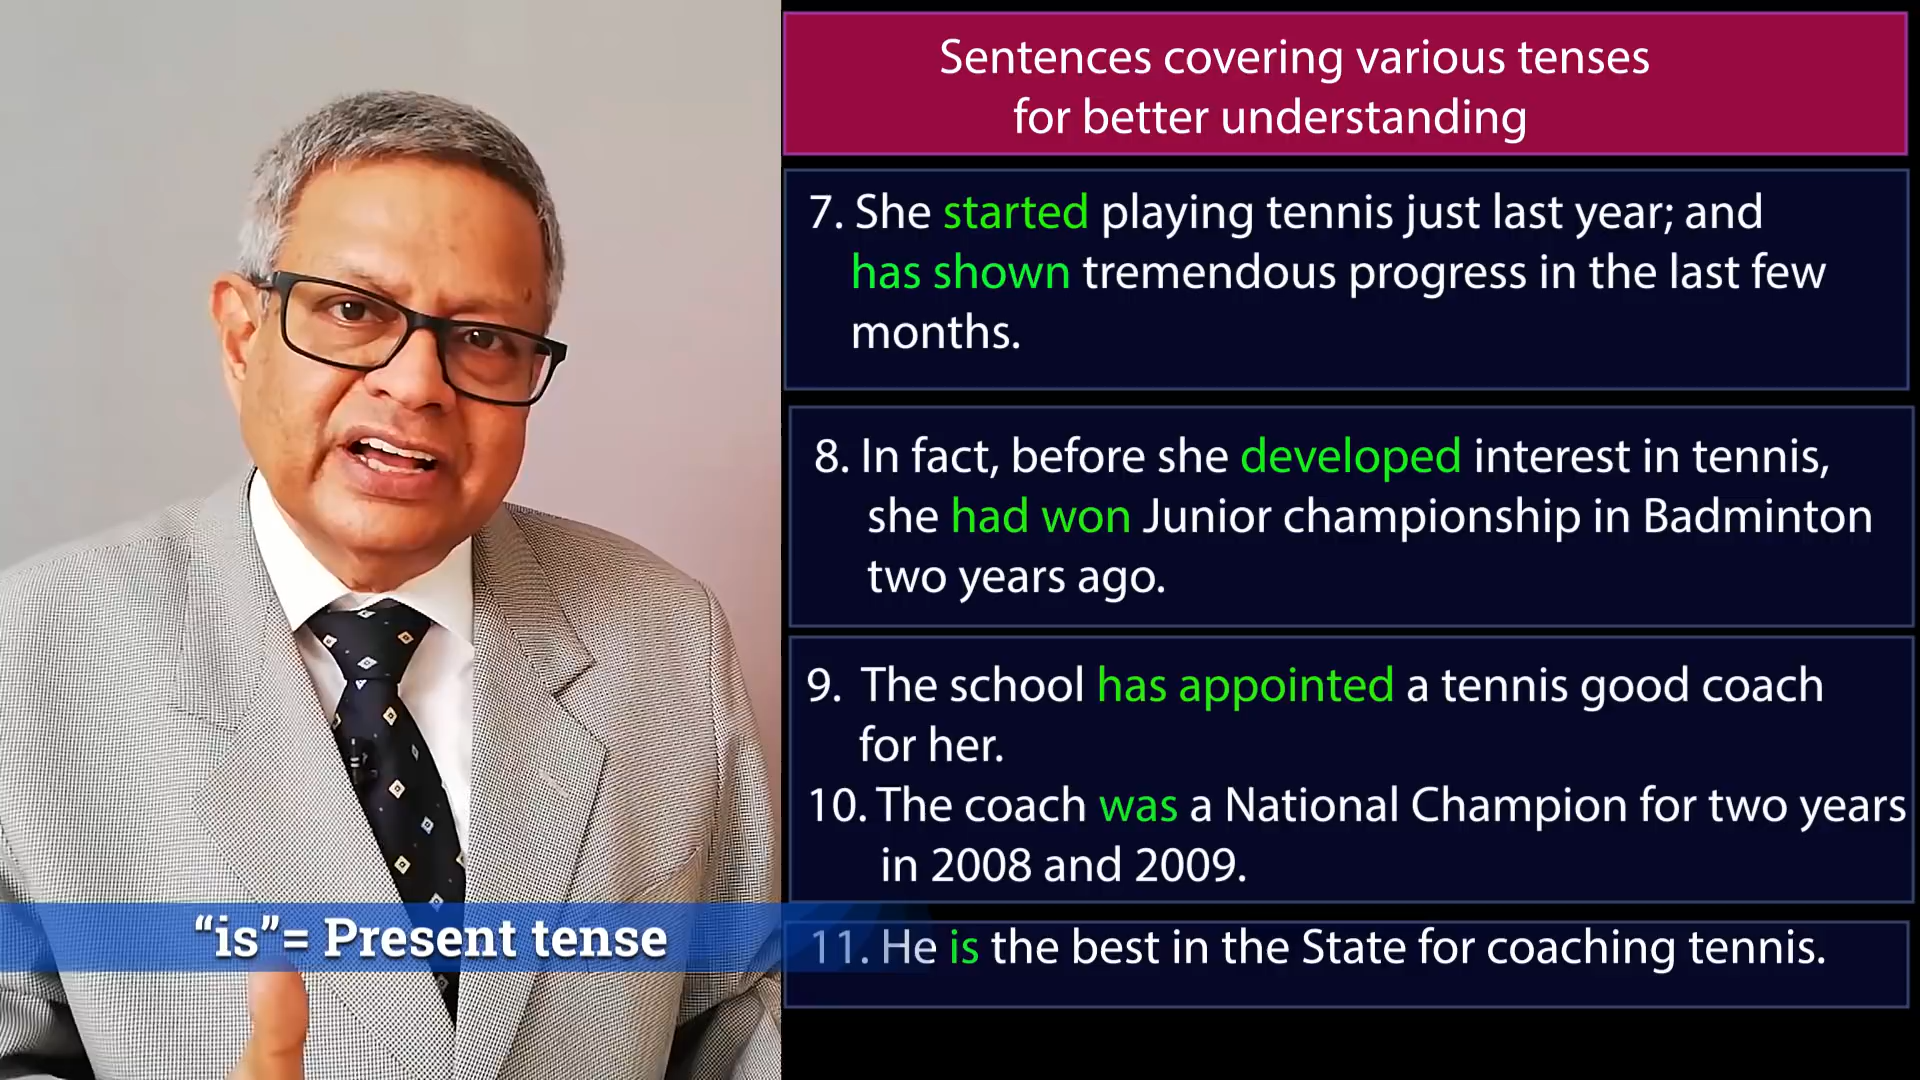 Sentences covering various tenses
for better understanding
7. She started playing tennis just last year; and
has shown tremendous progress in the last few
months.
8. In fact, before she developed interest in tennis,
she had won Junior championship in Badminton
two years ago.
9. The school has appointed a tennis good coach
for her.
10. The coach was a National Champion for two years
in 2008 and 2009.
11. He is the best in the State for coaching tennis.
“is”= Present tense